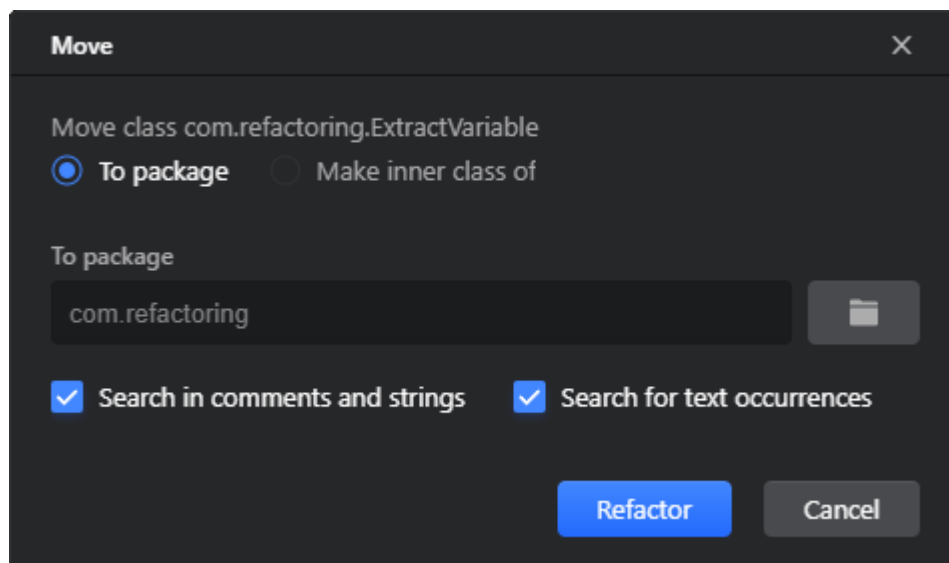 Move
Move class com.refactoring.ExtractVariable
To package Make inner class of
To package
com.refactoring
Search in comments and strings Search for text occurrences
Refactor Cancel